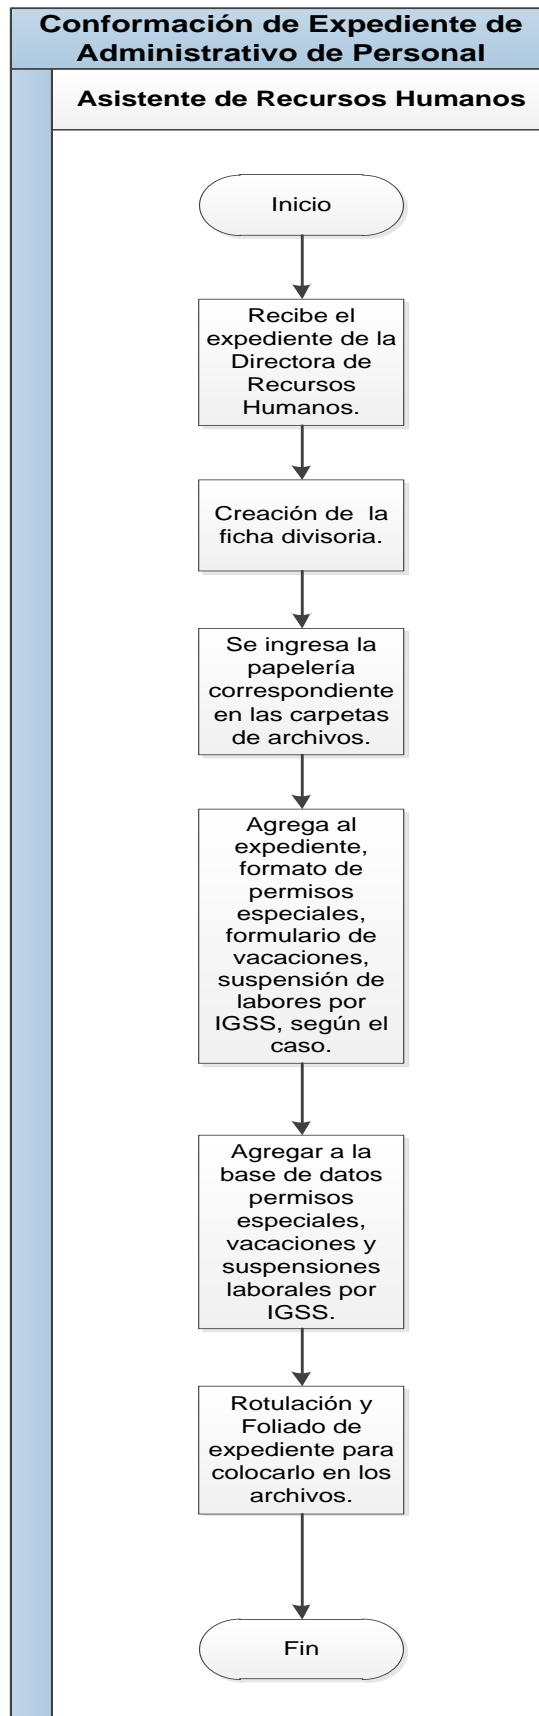 Conformación de Expediente de
Administrativo de Personal
Asistente de Recursos Humanos
Inicio
Recibe el
expediente de la
Directora de
Recursos
Humanos.
Creación de  la
ficha divisoria.
Se ingresa la
papelería
correspondiente
en las carpetas
de archivos.
Agrega al
expediente,
formato de
permisos
especiales,
formulario de
vacaciones,
suspensión de
labores por
IGSS, según el
caso.
Agregar a la
base de datos
permisos
especiales,
vacaciones y
suspensiones
laborales por
IGSS.
Rotulación y
Foliado de
expediente para
colocarlo en los
archivos.
Fin